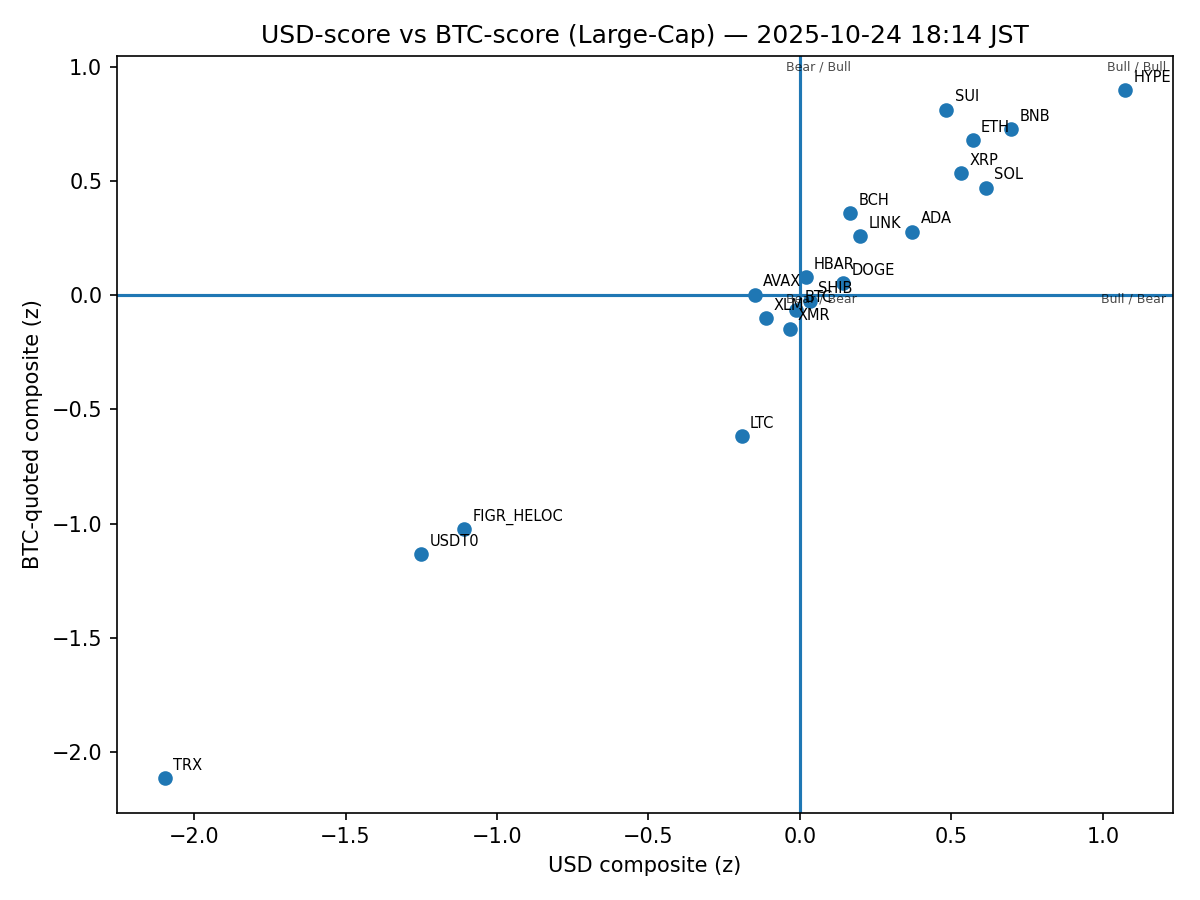 USD-score vs BTC-score (Large-Cap) — 2025-10-24 18:14 JST
Bear / Bull
Bull / Bull
HYPE
SUI
BNB
ETH
XRP
SOL
BCH
LINK
ADA
HBAR
DOGE
AVAX
SHIB
BTC
Bear / Bear
Bull / Bear
XLM
XMR
LTC
FIGR_HELOC
USDT0
TRX
1.0
0.5
0.0
−0.5
−1.0
−1.5
−2.0
BTC-quoted composite (z)
−2.0
−1.5
−1.0
−0.5
0.0
0.5
1.0
USD composite (z)